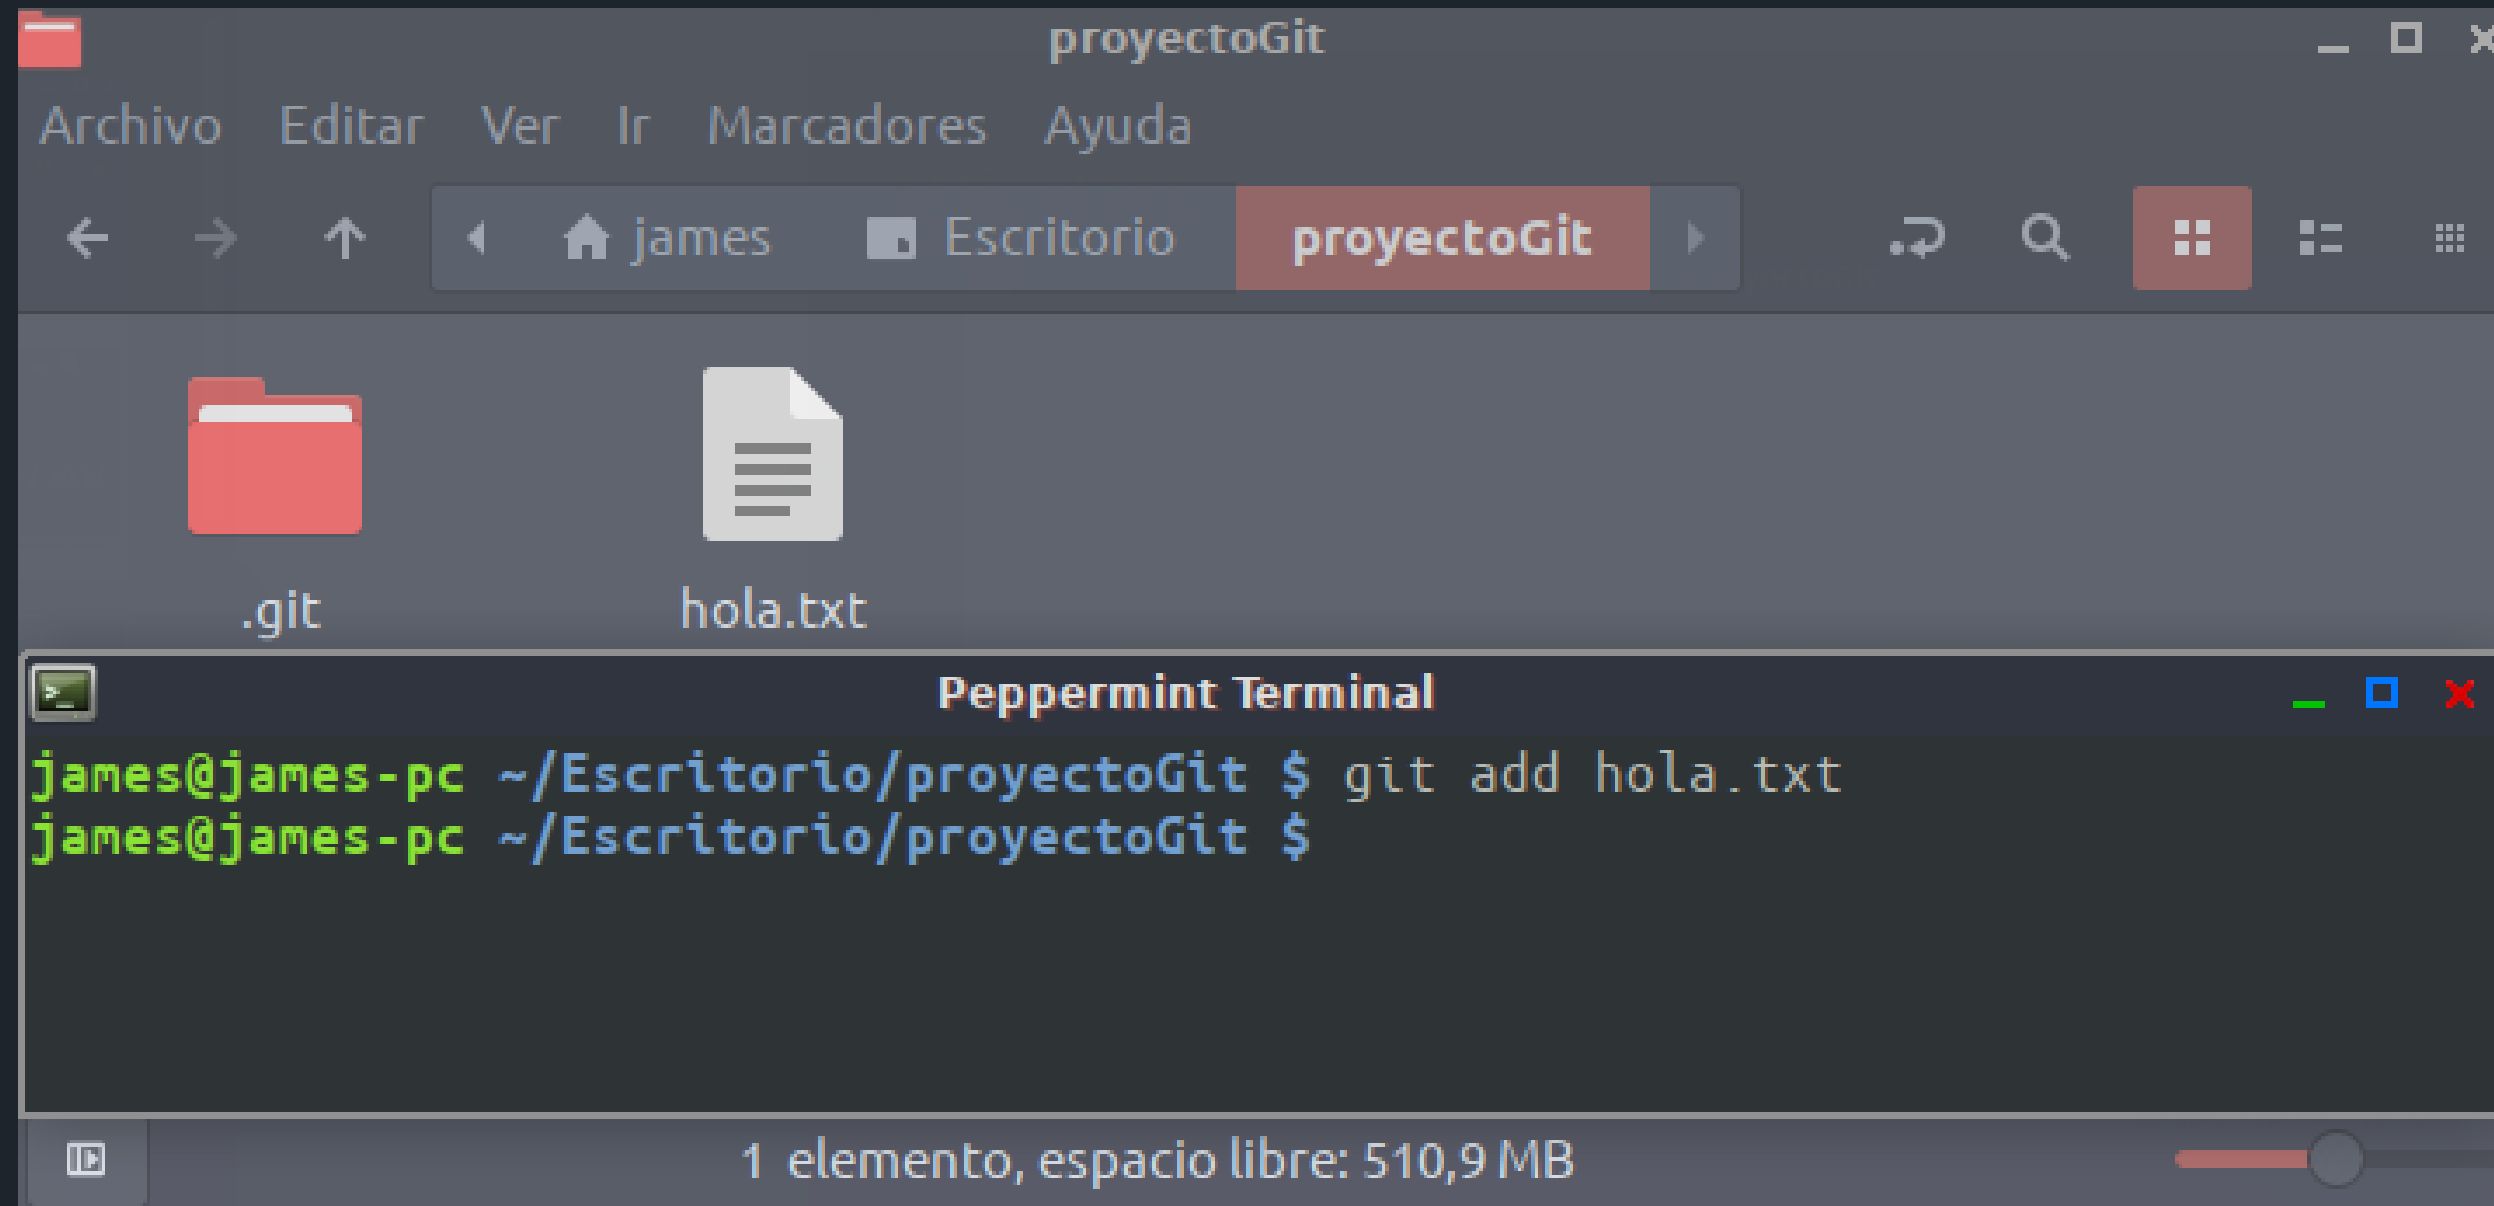 proyectoGit
Archivo Editar Ver Ir Marcadores Ayuda
james Escritorio proyectoGit
.git hola.txt
Peppermint Terminal
james@james-pc ~/Escritorio/proyectoGit $ git add hola.txt
james@james-pc ~/Escritorio/proyectoGit $
1 elemento, espacio libre: 510,9 MB